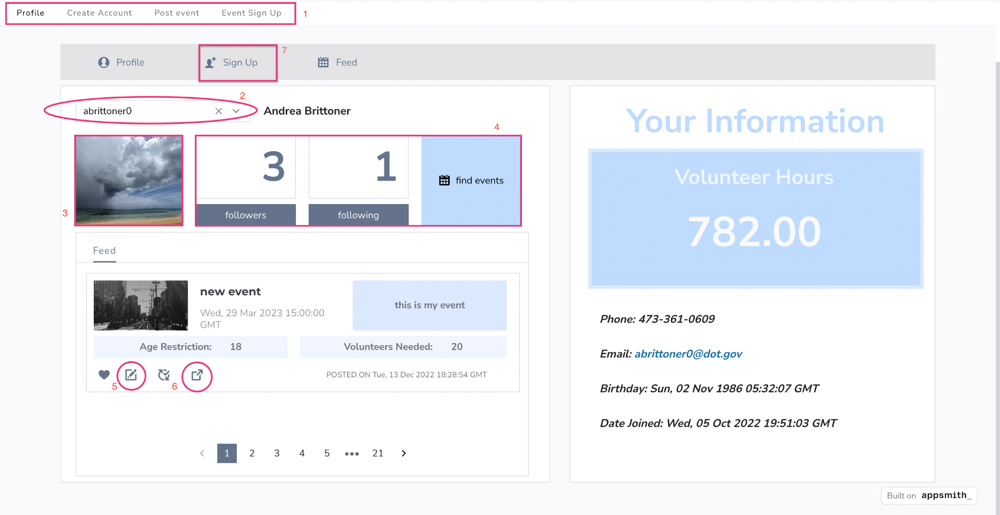 Profile Create Account Post event Event Sign Up 1
Profile Sign Up 7 Feed
2
abrittoner0 Andrea Brittoner
4
3 1
find events
3
followers following
Feed
new event
this is my event
Wed, 29 Mar 2023 15:00:00
GMT
Age Restriction: 18 Volunteers Needed: 20
5 6 POSTED ON Tue, 13 Dec 2022 18:28:54 GMT
1 2 3 4 5 ••• 21
Your Information
Volunteer Hours
782.00
Phone: 473-361-0609
Email: abrittoner0@dot.gov
Birthday: Sun, 02 Nov 1986 05:32:07 GMT
Date Joined: Wed, 05 Oct 2022 19:51:03 GMT
Built on appsmith_